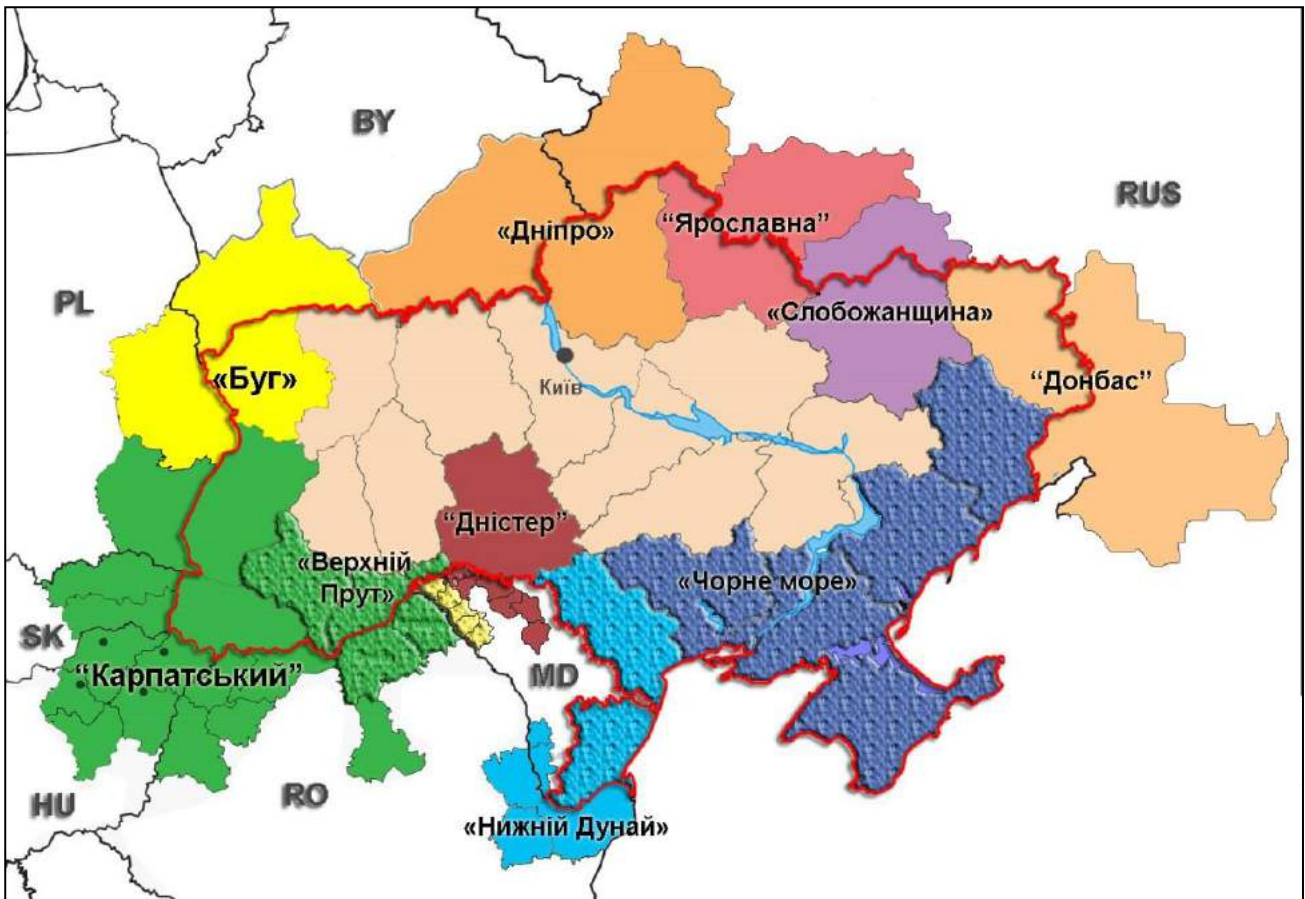 BY
RUS
«Дніпро»
“Ярославна”
PL
«Слобожанщина»
«Буг»
“Донбас”
Київ
“Дністер”
«Верхній
Прут»
«Чорне море»
SK
“Карпатський”
MD
HU
RO
«Нижній Дунай»